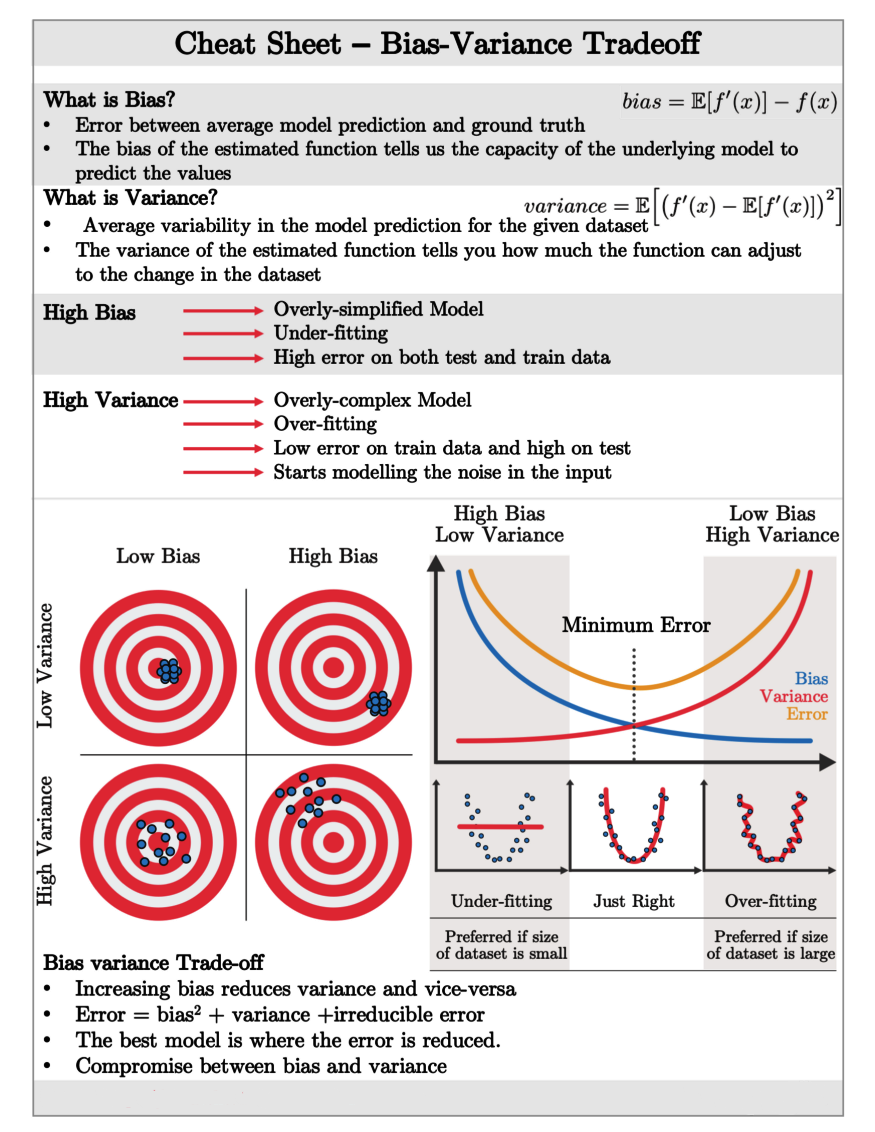 Cheat Sheet – Bias-Variance Tradeoff
What is Bias?
bias = 𝔼[f′(x)] − f(x)
• Error between average model prediction and ground truth
• The bias of the estimated function tells us the capacity of the underlying model to
predict the values
What is Variance?
variance = 𝔼[(f′(x) − 𝔼[f′(x)])²]
• Average variability in the model prediction for the given dataset
• The variance of the estimated function tells you how much the function can adjust
to the change in the dataset
High Bias
Overly-simplified Model
Under-fitting
High error on both test and train data
High Variance
Overly-complex Model
Over-fitting
Low error on train data and high on test
Starts modelling the noise in the input
Low Bias
High Bias
Low Variance
High Variance
High Bias
Low Variance
Low Bias
High Variance
Minimum Error
Bias
Variance
Error
Under-fitting
Just Right
Over-fitting
Preferred if size
of dataset is small
Preferred if size
of dataset is large
Bias variance Trade-off
• Increasing bias reduces variance and vice-versa
• Error = bias² + variance +irreducible error
• The best model is where the error is reduced.
• Compromise between bias and variance